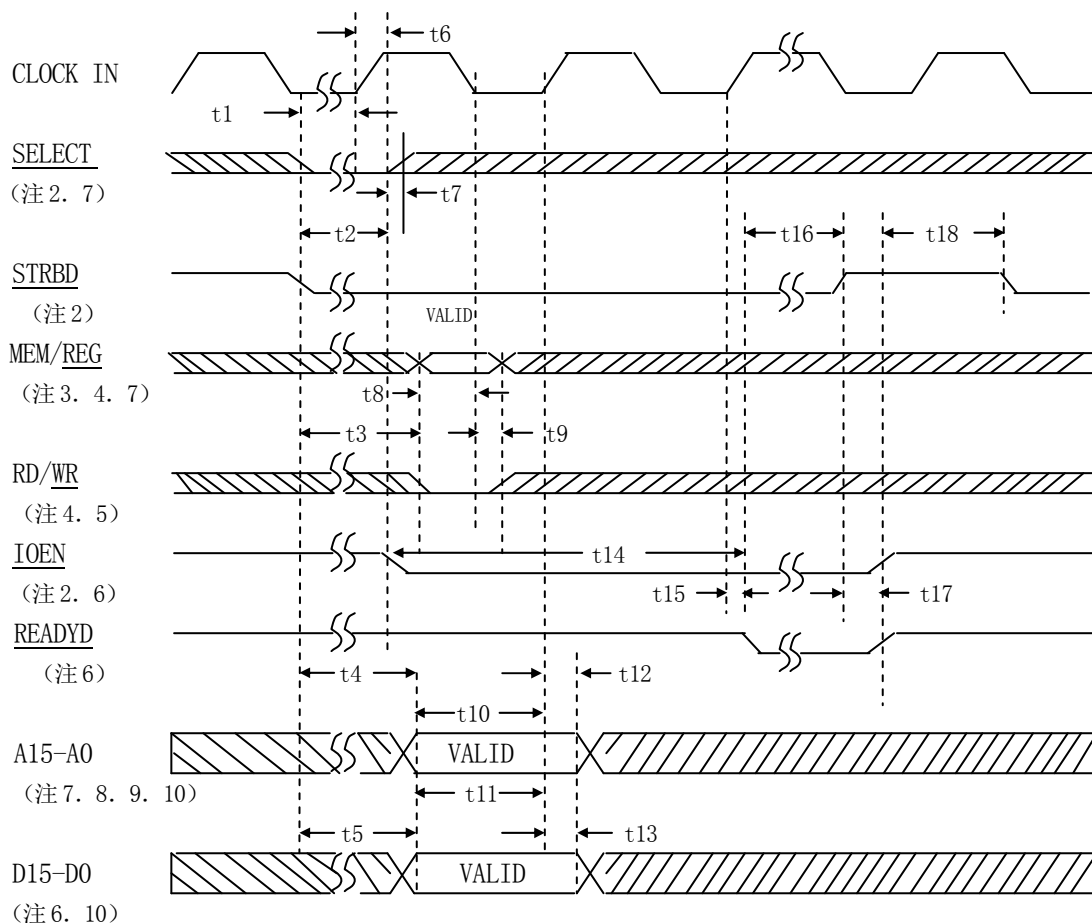 t6
CLOCK IN
t1
SELECT
（注2. 7）
t7
t2
t16
t18
STRBD
（注2）
VALID
MEM/REG
（注3. 4. 7）
t8
t3
t9
RD/WR
（注4. 5）
IOEN
t14
（注2. 6）
t15
t17
READYD
（注6）
t4
t12
t10
A15-A0
VALID
（注7. 8. 9. 10）
t11
t5
t13
D15-D0
VALID
（注6. 10）